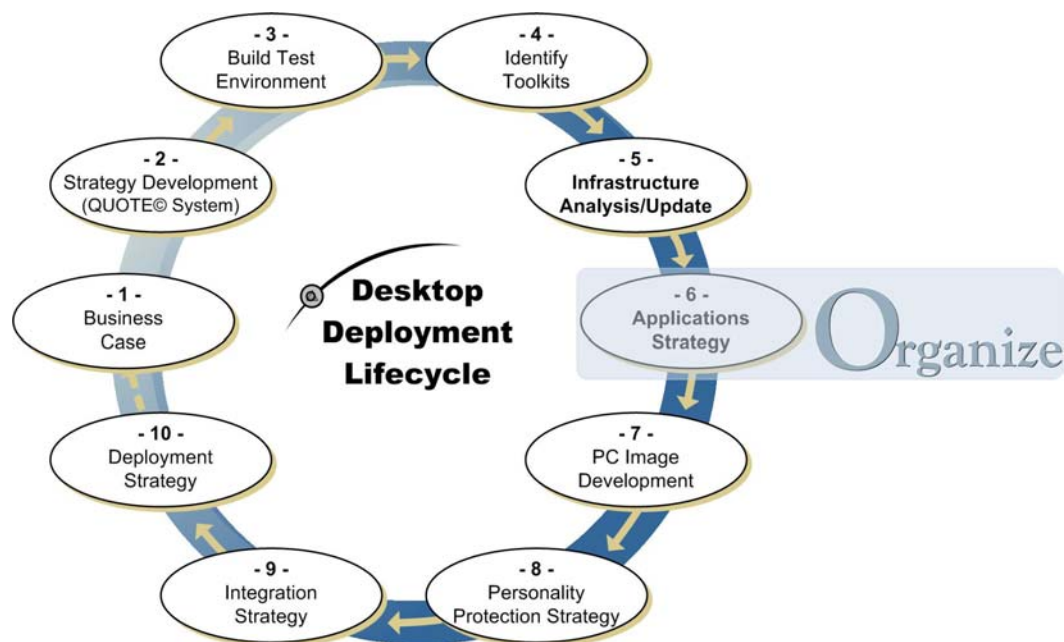 - 1 -
Business
Case
- 2 -
Strategy Development
(QUOTE© System)
- 3 -
Build Test
Environment
- 4 -
Identify
Toolkits
- 5 -
Infrastructure
Analysis/Update
- 6 -
Applications
Strategy
Organize
- 7 -
PC Image
Development
- 8 -
Personality
Protection Strategy
- 9 -
Integration
Strategy
- 10 -
Deployment
Strategy
Desktop
Deployment
Lifecycle